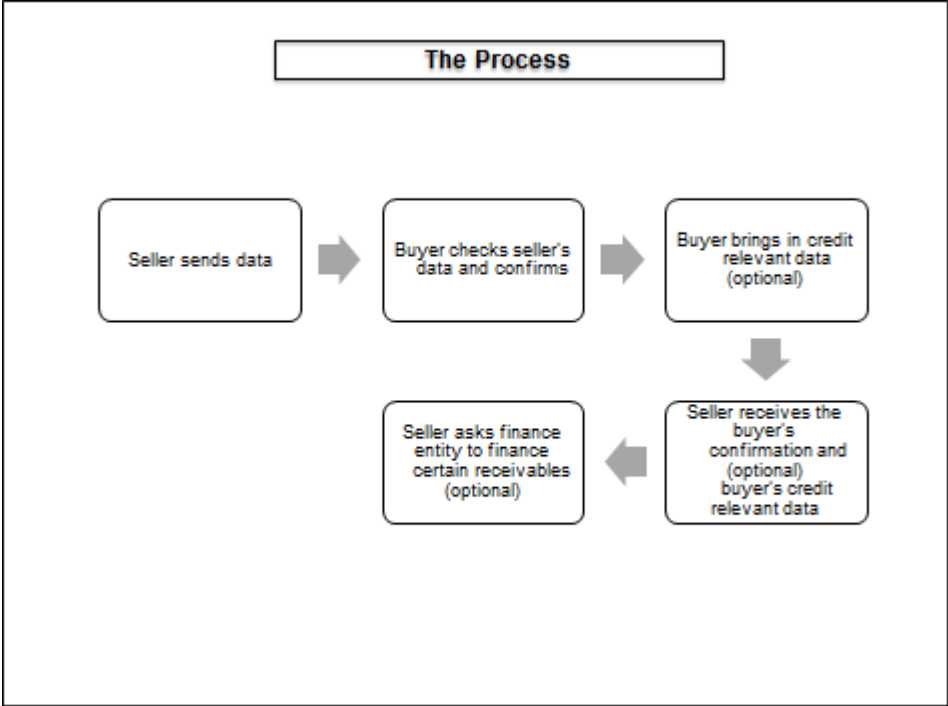 The Process
Seller sends data
Buyer checks seller's
data and confirms
Buyer brings in credit
relevant data
(optional)
Seller receives the
buyer's
confirmation and
(optional)
buyer's credit
relevant data
Seller asks finance
entity to finance
certain receivables
(optional)